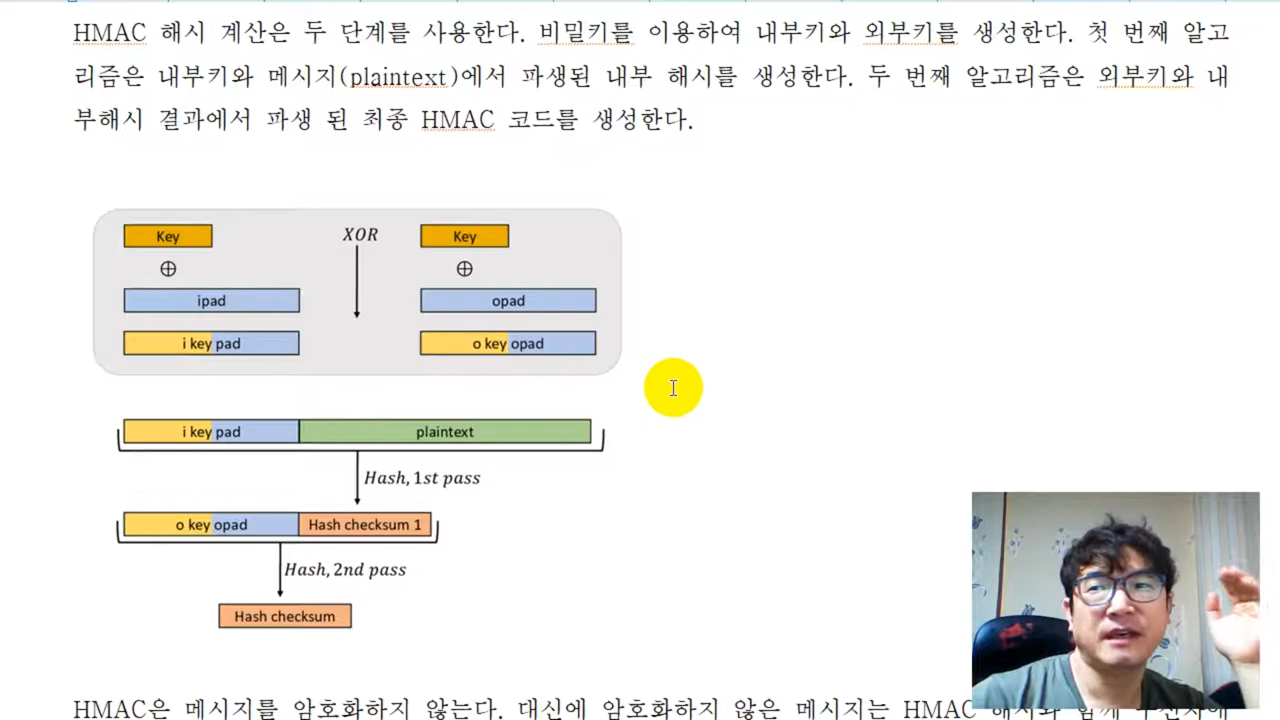 HMAC 해시 계산은 두 단계를 사용한다. 비밀키를 이용하여 내부키와 외부키를 생성한다. 첫 번째 알고
리즘은 내부키와 메시지(plaintext)에서 파생된 내부 해시를 생성한다. 두 번째 알고리즘은 외부키와 내
부해시 결과에서 파생 된 최종 HMAC 코드를 생성한다.
Key XOR Key
⊕ ⊕
ipad opad
i key pad o key opad
i key pad plaintext
Hash, 1st pass
o key opad Hash checksum 1
Hash, 2nd pass
Hash checksum
HMAC은 메시지를 암호화하지 않는다. 대신에 암호화하지 않은 메시지는 HMAC